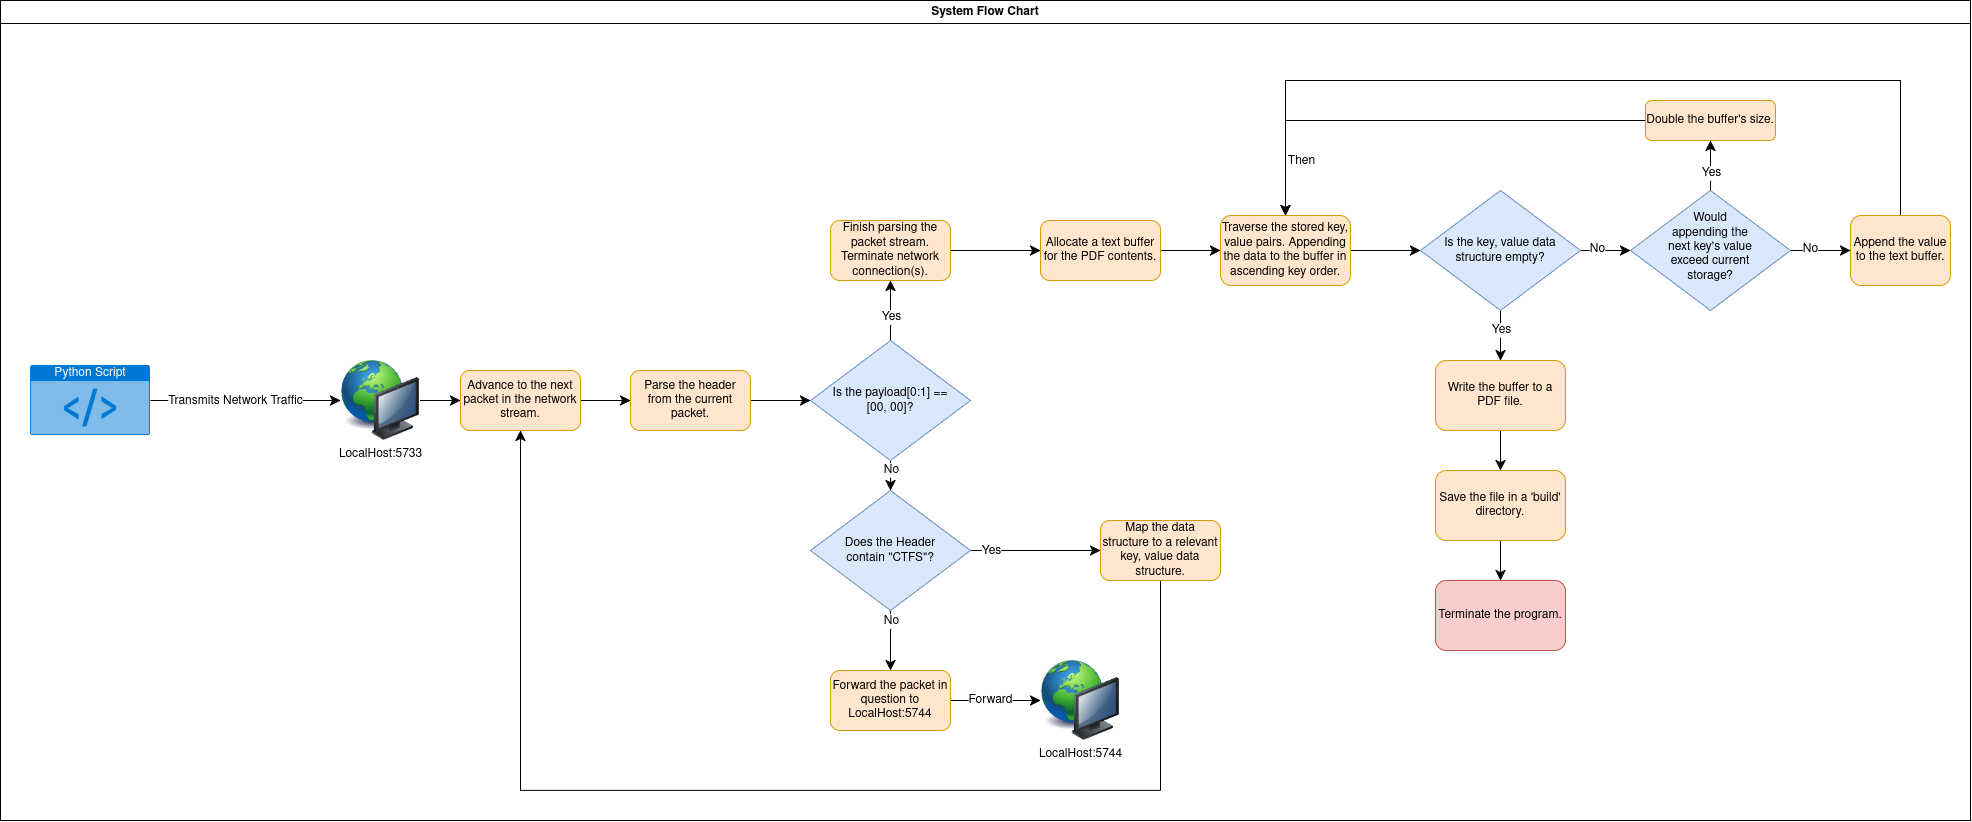 System Flow Chart
Python Script
</>
Transmits Network Traffic
LocalHost:5733
Advance to the next
packet in the network
stream.
Parse the header
from the current
packet.
Is the payload[0:1] ==
[00, 00]?
Yes
Finish parsing the
packet stream.
Terminate network
connection(s).
Allocate a text buffer
for the PDF contents.
Traverse the stored key,
value pairs. Appending
the data to the buffer in
ascending key order.
Then
Is the key, value data
structure empty?
No
Would
appending the
next key's value
exceed current
storage?
Yes
Double the buffer's size.
No
Append the value
to the text buffer.
Yes
Write the buffer to a
PDF file.
Save the file in a 'build'
directory.
Terminate the program.
No
Does the Header
contain "CTFS"?
Yes
Map the data
structure to a relevant
key, value data
structure.
No
Forward the packet in
question to
LocalHost:5744
Forward
LocalHost:5744